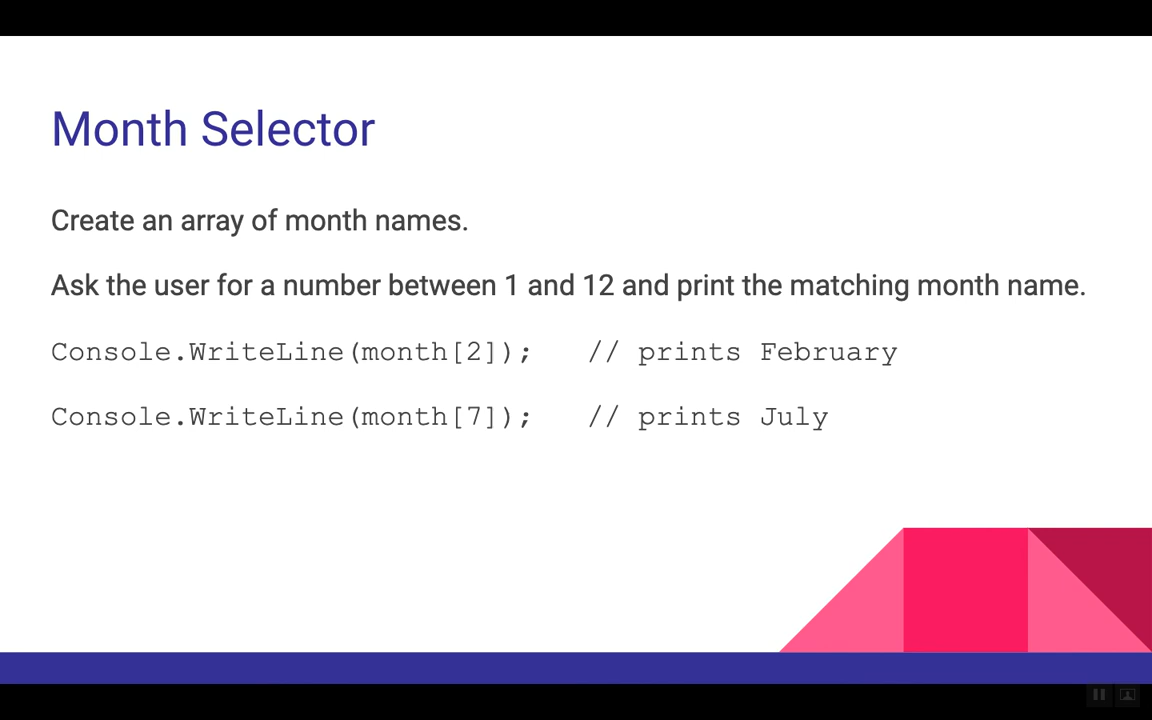 Month Selector
Create an array of month names.
Ask the user for a number between 1 and 12 and print the matching month name.
Console.WriteLine(month[2]);   // prints February
Console.WriteLine(month[7]);   // prints July